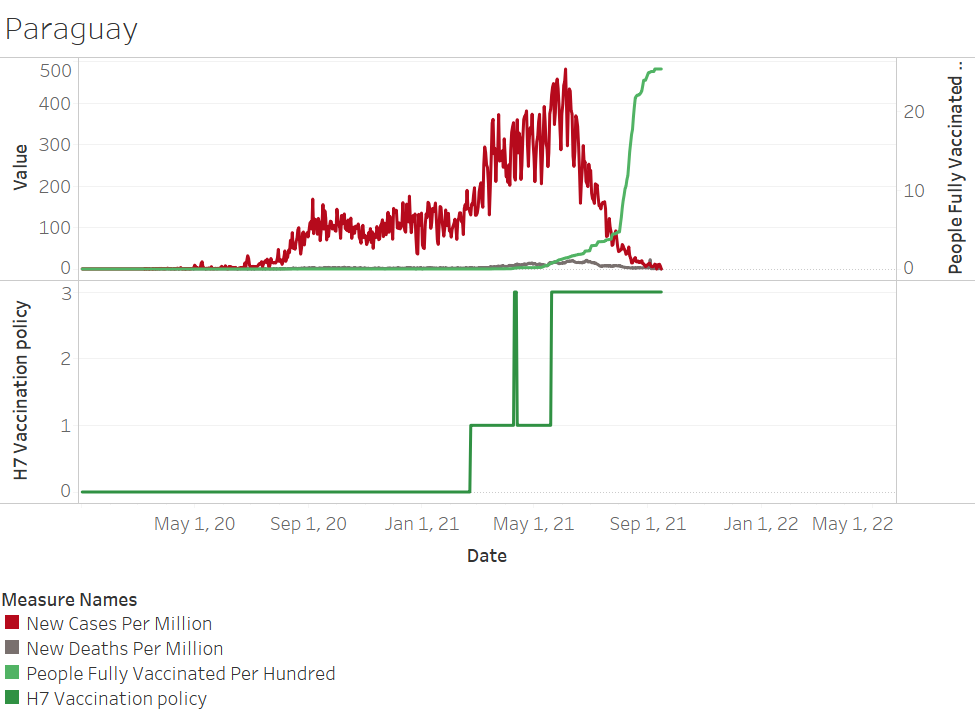 Paraguay
500
400
300
200
100
0
Value
20
10
0
People Fully Vaccinated ..
3
2
1
0
H7 Vaccination policy
May 1, 20 Sep 1, 20 Jan 1, 21 May 1, 21 Sep 1, 21 Jan 1, 22 May 1, 22
Date
Measure Names
New Cases Per Million
New Deaths Per Million
People Fully Vaccinated Per Hundred
H7 Vaccination policy